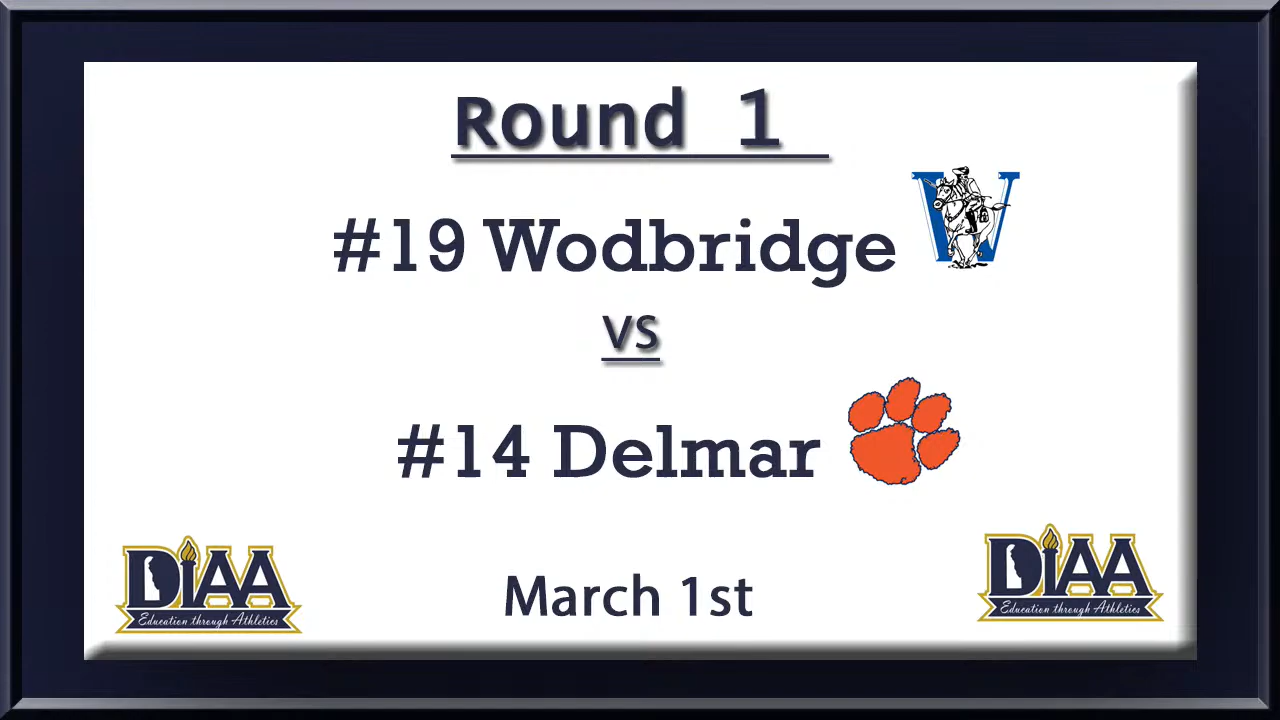 Round 1
#19 Wodbridge
W
vs
#14 Delmar
DIAA
Education through Athletics
DIAA
Education through Athletics
March 1st